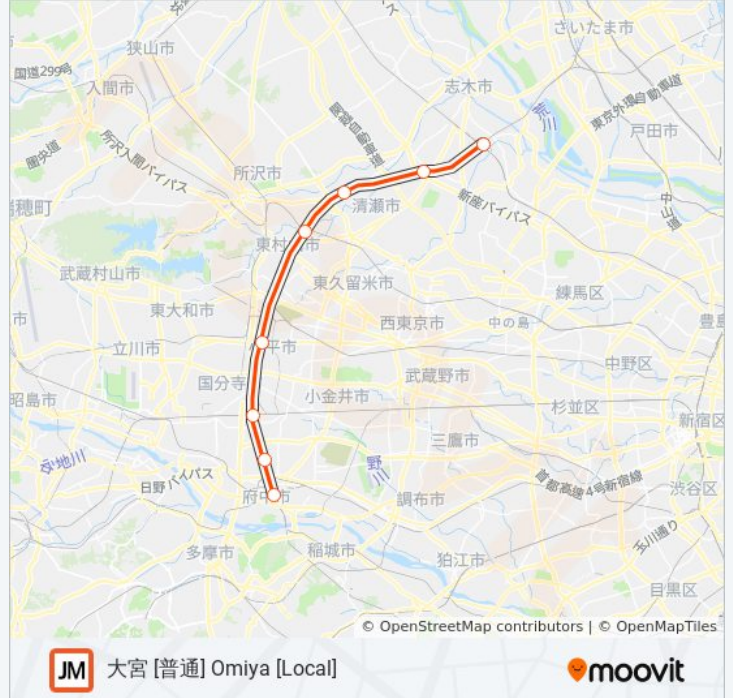 さいたま市
狭山市
国道299号
入間市
志木市
関越自動車道
荒川
東京外環自動車道
戸田市
圏央道
所沢入間バイパス
所沢市
清瀬市
新座バイパス
中山道
瑞穂町
東村山市
武蔵村山市
東久留米市
練馬区
東大和市
市
西東京市
中の島
立川市
平市
中野区
国分寺
武蔵野市
昭島市
小金井市
杉並区
新宿区
三鷹市
野川
日野バイパス
府中市
調布市
首都高速4号新宿線
渋谷区
玉川通り
多摩市
稲城市
狛江市
目黒区
© OpenStreetMap contributors | © OpenMapTiles
JM 大宮 [普通] Omiya [Local]
moovit